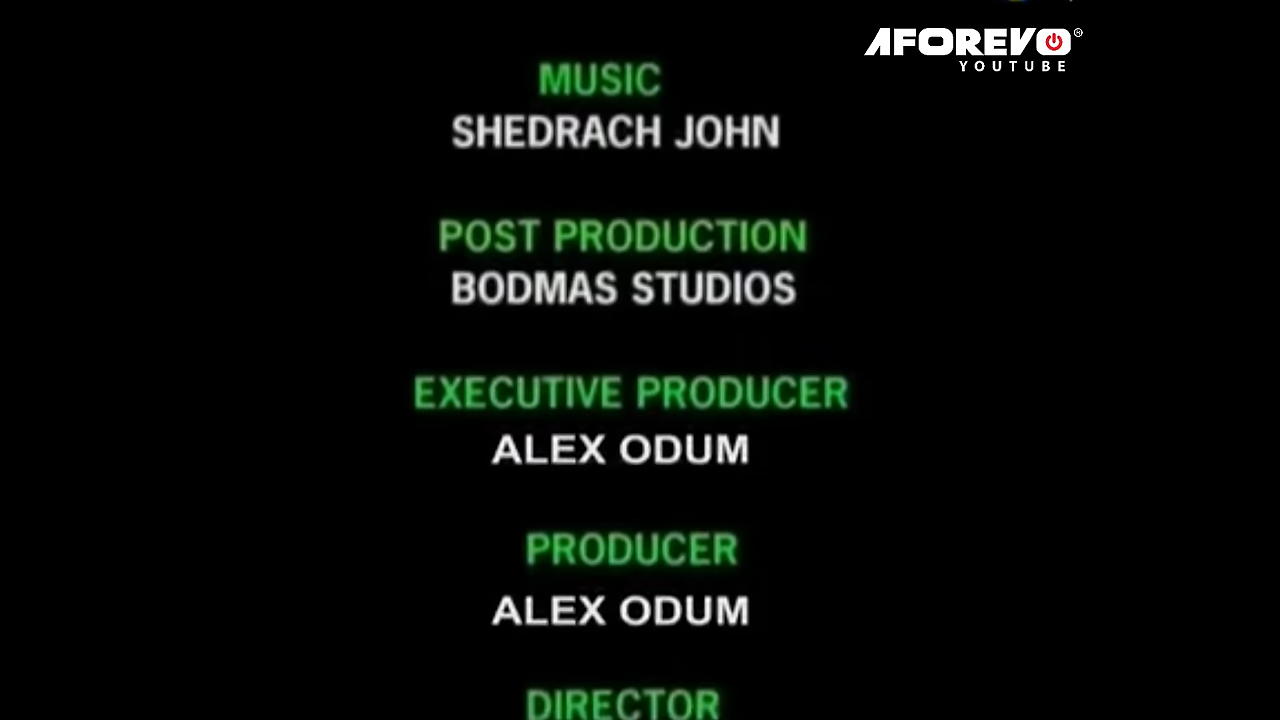 AFOREVO
YOUTUBE
MUSIC
SHEDRACH JOHN
POST PRODUCTION
BODMAS STUDIOS
EXECUTIVE PRODUCER
ALEX ODUM
PRODUCER
ALEX ODUM
DIRECTOR